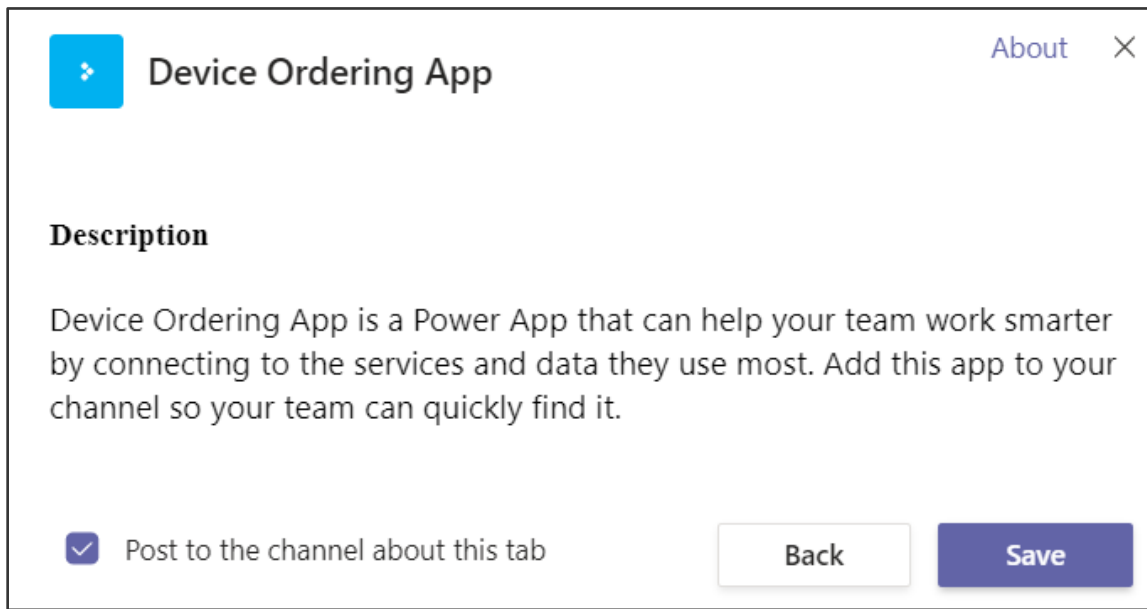 Device Ordering App
About
Description
Device Ordering App is a Power App that can help your team work smarter
by connecting to the services and data they use most. Add this app to your
channel so your team can quickly find it.
Post to the channel about this tab
Back
Save